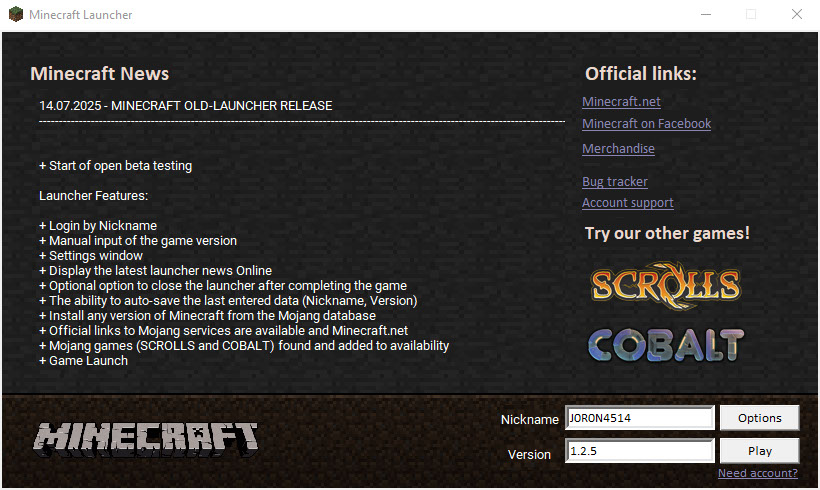 Minecraft Launcher
Minecraft News
14.07.2025 - MINECRAFT OLD-LAUNCHER RELEASE
+ Start of open beta testing
Launcher Features:
+ Login by Nickname
+ Manual input of the game version
+ Settings window
+ Display the latest launcher news Online
+ Optional option to close the launcher after completing the game
+ The ability to auto-save the last entered data (Nickname, Version)
+ Install any version of Minecraft from the Mojang database
+ Official links to Mojang services are available and Minecraft.net
+ Mojang games (SCROLLS and COBALT) found and added to availability
+ Game Launch
Official links:
Minecraft.net
Minecraft on Facebook
Merchandise
Bug tracker
Account support
Try our other games!
SCROLLS
COBALT
MINECRAFT
Nickname JORON4514 Options
Version 1.2.5 Play
Need account?